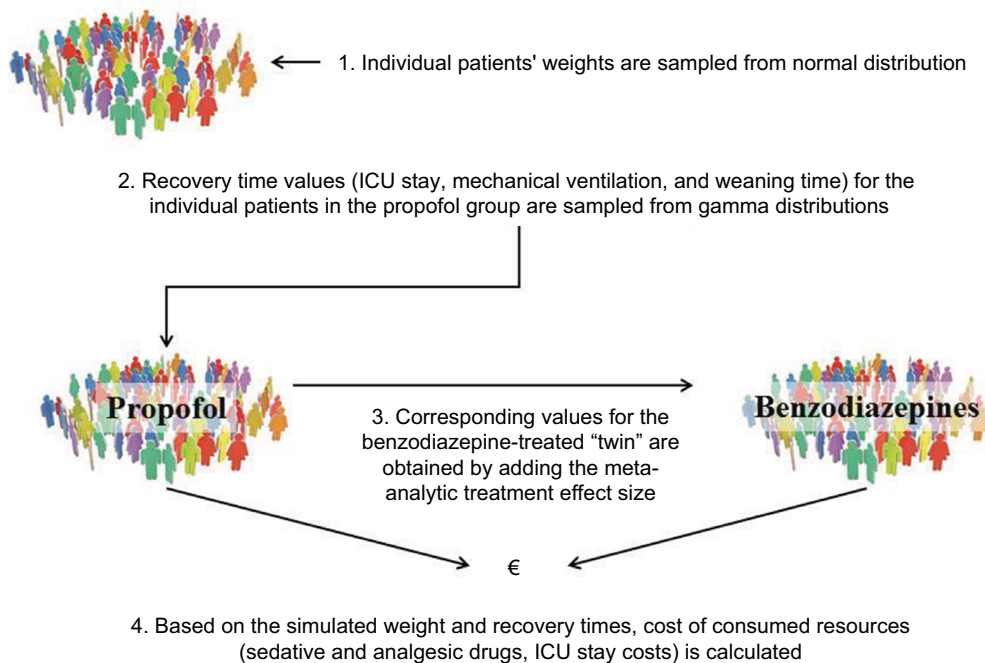 1. Individual patients' weights are sampled from normal distribution
2. Recovery time values (ICU stay, mechanical ventilation, and weaning time) for the
individual patients in the propofol group are sampled from gamma distributions
Propofol
Benzodiazepines
3. Corresponding values for the
benzodiazepine-treated “twin” are
obtained by adding the meta-
analytic treatment effect size
€
4. Based on the simulated weight and recovery times, cost of consumed resources
(sedative and analgesic drugs, ICU stay costs) is calculated